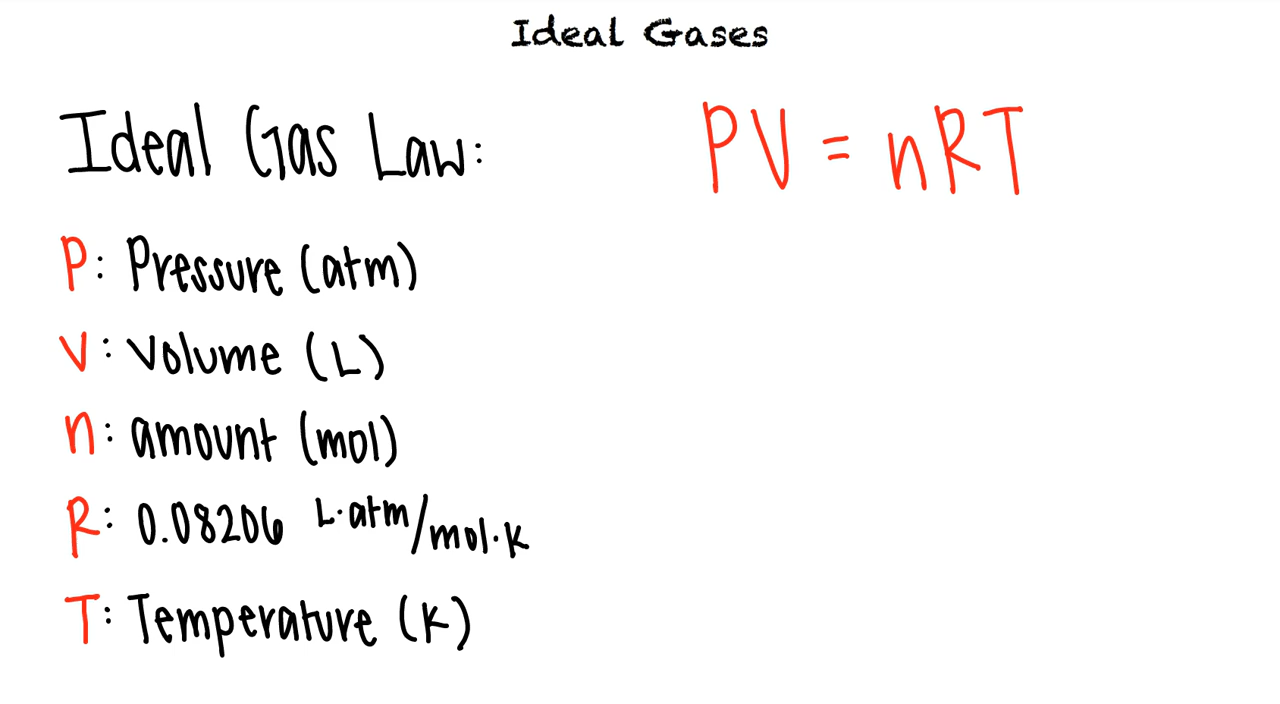 Ideal Gases
Ideal Gas Law: PV = nRT
P: Pressure (atm)
V: Volume (L)
n: amount (mol)
R: 0.08206 L·atm/mol·K
T: Temperature (K)